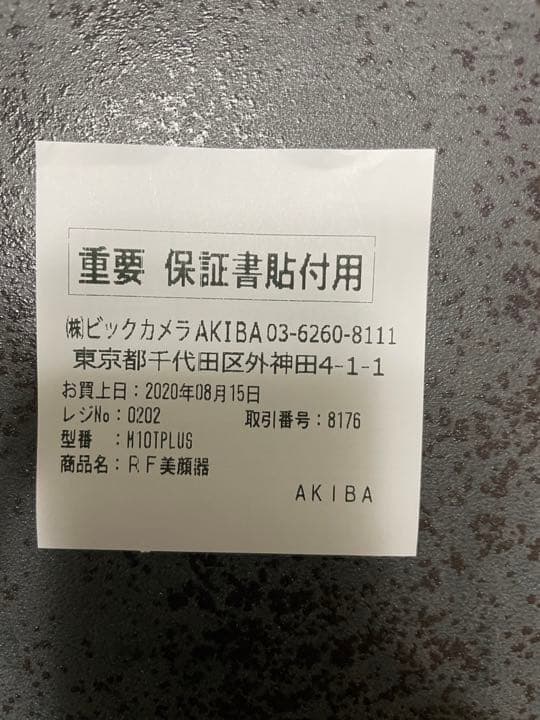 重要 保証書貼付用
㈱ビックカメラAKIBA 03-6260-8111
東京都千代田区外神田4-1-1
お買上日：2020年08月15日
レジNo：0202 取引番号：8176
型番 ：M10TPLUS
商品名：ＲＦ美顔器
ＡＫＩＢＡ